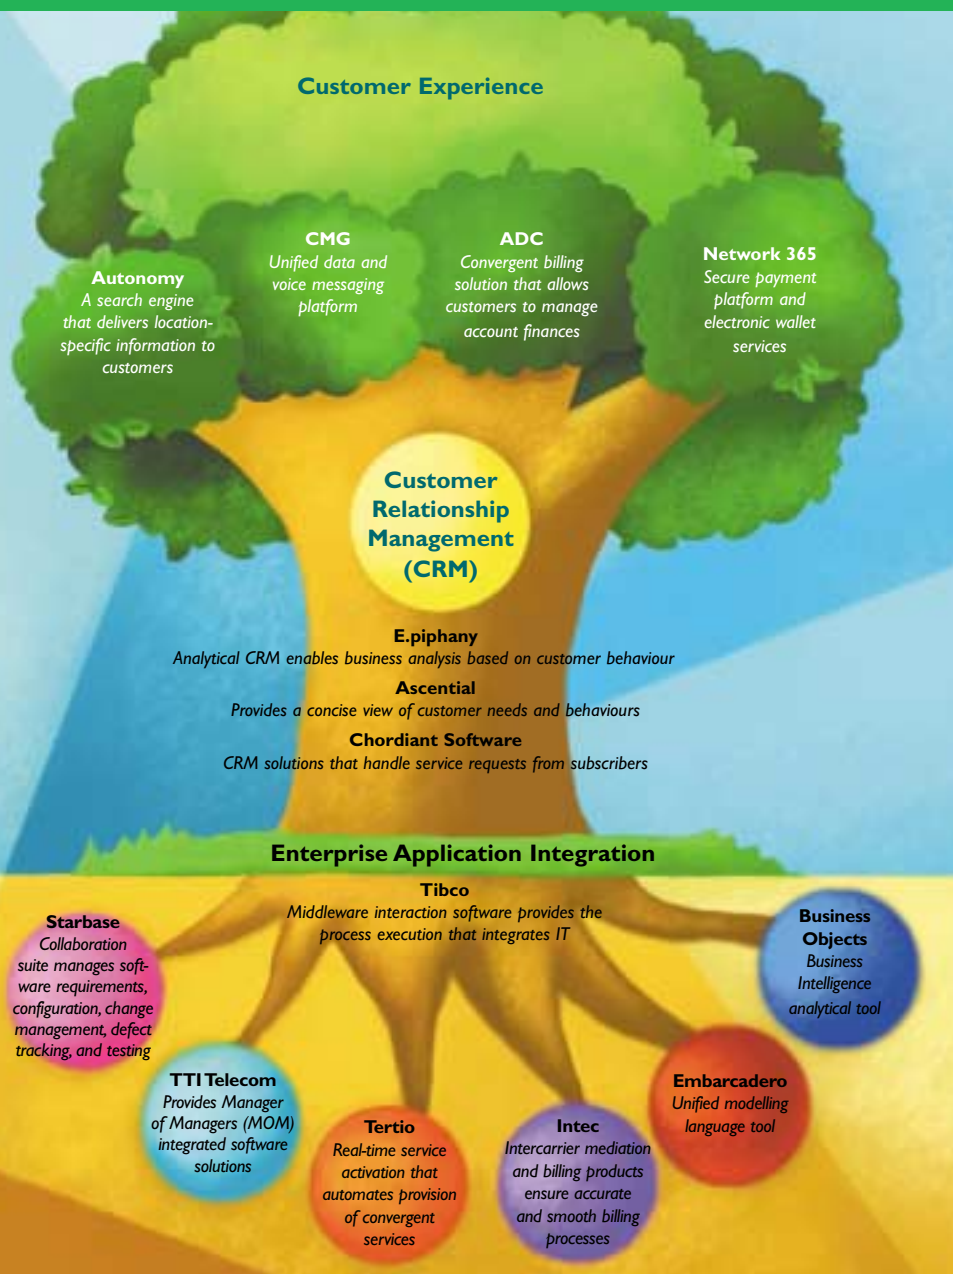 Customer Experience
CMG
Unified data and
voice messaging
platform
ADC
Convergent billing
solution that allows
customers to manage
account finances
Network 365
Secure payment
platform and
electronic wallet
services
Autonomy
A search engine
that delivers location-
specific information to
customers
Customer
Relationship
Management
(CRM)
E.piphany
Analytical CRM enables business analysis based on customer behaviour
Ascential
Provides a concise view of customer needs and behaviours
Chordiant Software
CRM solutions that handle service requests from subscribers
Enterprise Application Integration
Tibco
Middleware interaction software provides the
process execution that integrates IT
Starbase
Collaboration
suite manages soft-
ware requirements,
configuration, change
management, defect
tracking, and testing
Business
Objects
Business
Intelligence
analytical tool
TTI Telecom
Provides Manager
of Managers (MOM)
integrated software
solutions
Embarcadero
Unified modelling
language tool
Tertio
Real-time service
activation that
automates provision
of convergent
services
Intec
Intercarrier mediation
and billing products
ensure accurate
and smooth billing
processes